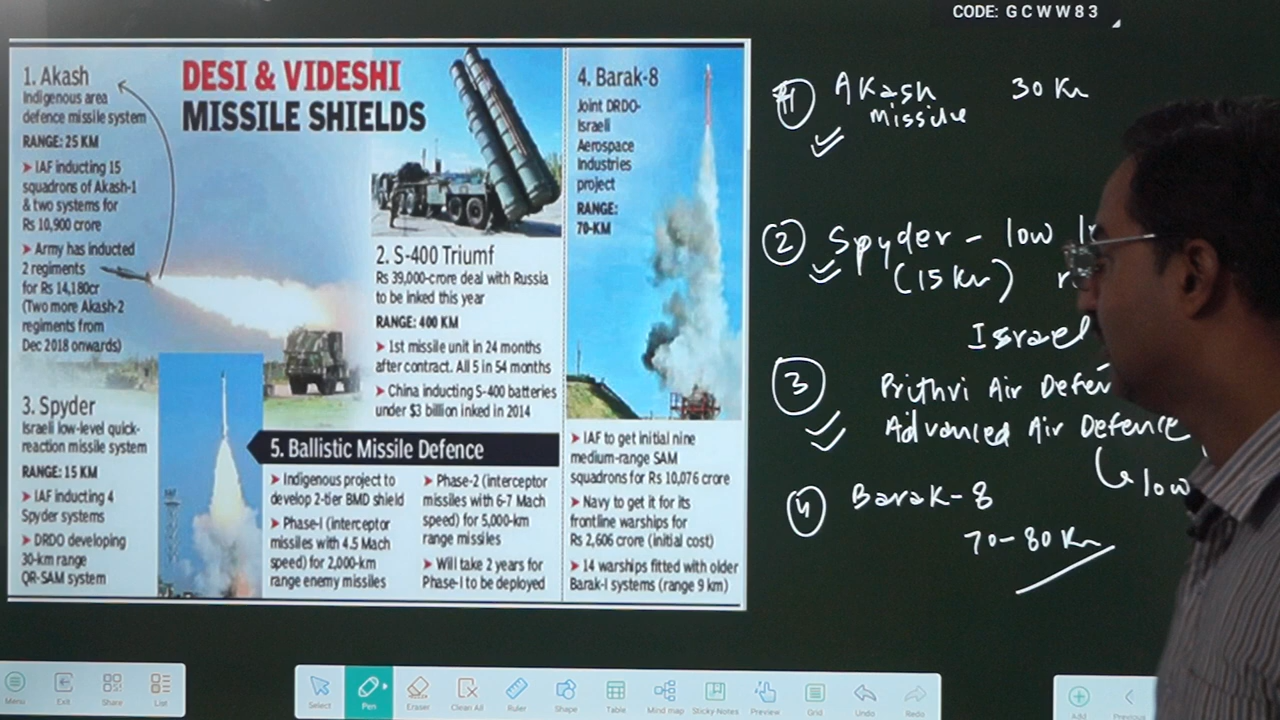 CODE: G C W W 8 3
DESI & VIDESHI
MISSILE SHIELDS
1. Akash
Indigenous area
defence missile system
RANGE: 25 KM
➤ IAF inducting 15
squadrons of Akash-1
& two systems for
Rs 10,900 crore
➤ Army has inducted
2 regiments
for Rs 14,180cr
(Two more Akash-2
regiments from
Dec 2018 onwards)
2. S-400 Triumf
Rs 39,000-crore deal with Russia
to be inked this year
RANGE: 400 KM
➤ 1st missile unit in 24 months
after contract. All 5 in 54 months
➤ China inducting S-400 batteries
under $3 billion inked in 2014
3. Spyder
Israeli low-level quick-
reaction missile system
RANGE: 15 KM
➤ IAF inducting 4
Spyder systems
➤ DRDO developing
30-km range
QR-SAM system
4. Barak-8
Joint DRDO-
Israeli
Aerospace
Industries
project
RANGE:
70-KM
➤ IAF to get initial nine
medium-range SAM
squadrons for Rs 10,076 crore
➤ Navy to get it for its
frontline warships for
Rs 2,606 crore (initial cost)
➤ 14 warships fitted with older
Barak-I systems (range 9 km)
5. Ballistic Missile Defence
➤ Indigenous project to
develop 2-tier BMD shield
➤ Phase-I (interceptor
missiles with 4.5 Mach
speed) for 2,000-km
range enemy missiles
➤ Phase-2 (interceptor
missiles with 6-7 Mach
speed) for 5,000-km
range missiles
➤ Will take 2 years for
Phase-I to be deployed
1 Akash 30 Km
missile
2 Spyder - low
(15 Km)
Israel
3 Prithvi Air Defen
Advanced Air Defence
low
4 Barak-8
70-80 Km
Menu Exit Share List
Select Pen Eraser Clean All Ruler Shape Table Mind map Sticky Notes Preview Grid Undo Redo
Add Previous